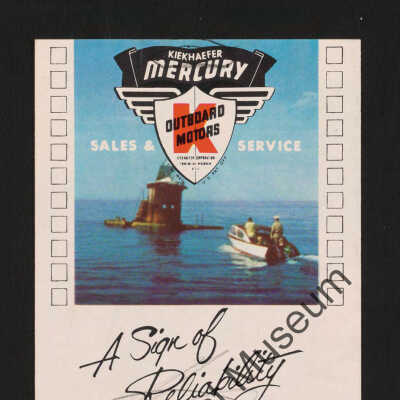 KIEKHAEFER
MERCURY
OUTBOARD
MOTORS
SALES & SERVICE
A Sign of
Reliability
Museum